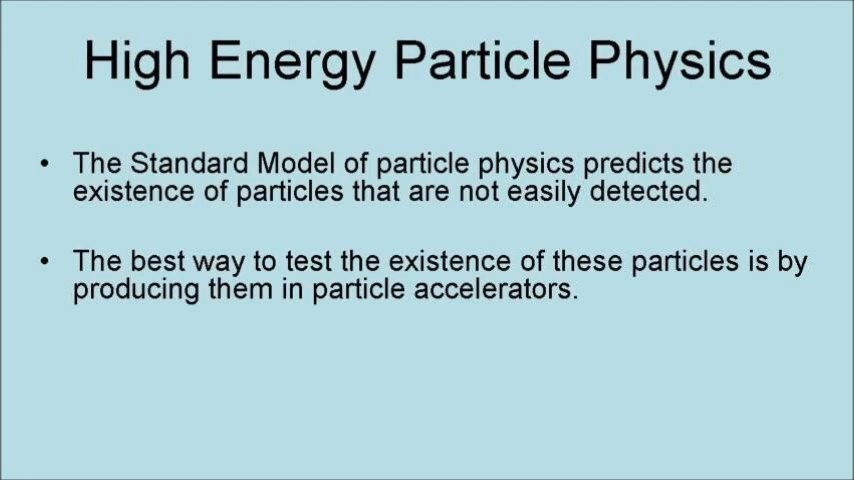 High Energy Particle Physics
• The Standard Model of particle physics predicts the
existence of particles that are not easily detected.
• The best way to test the existence of these particles is by
producing them in particle accelerators.